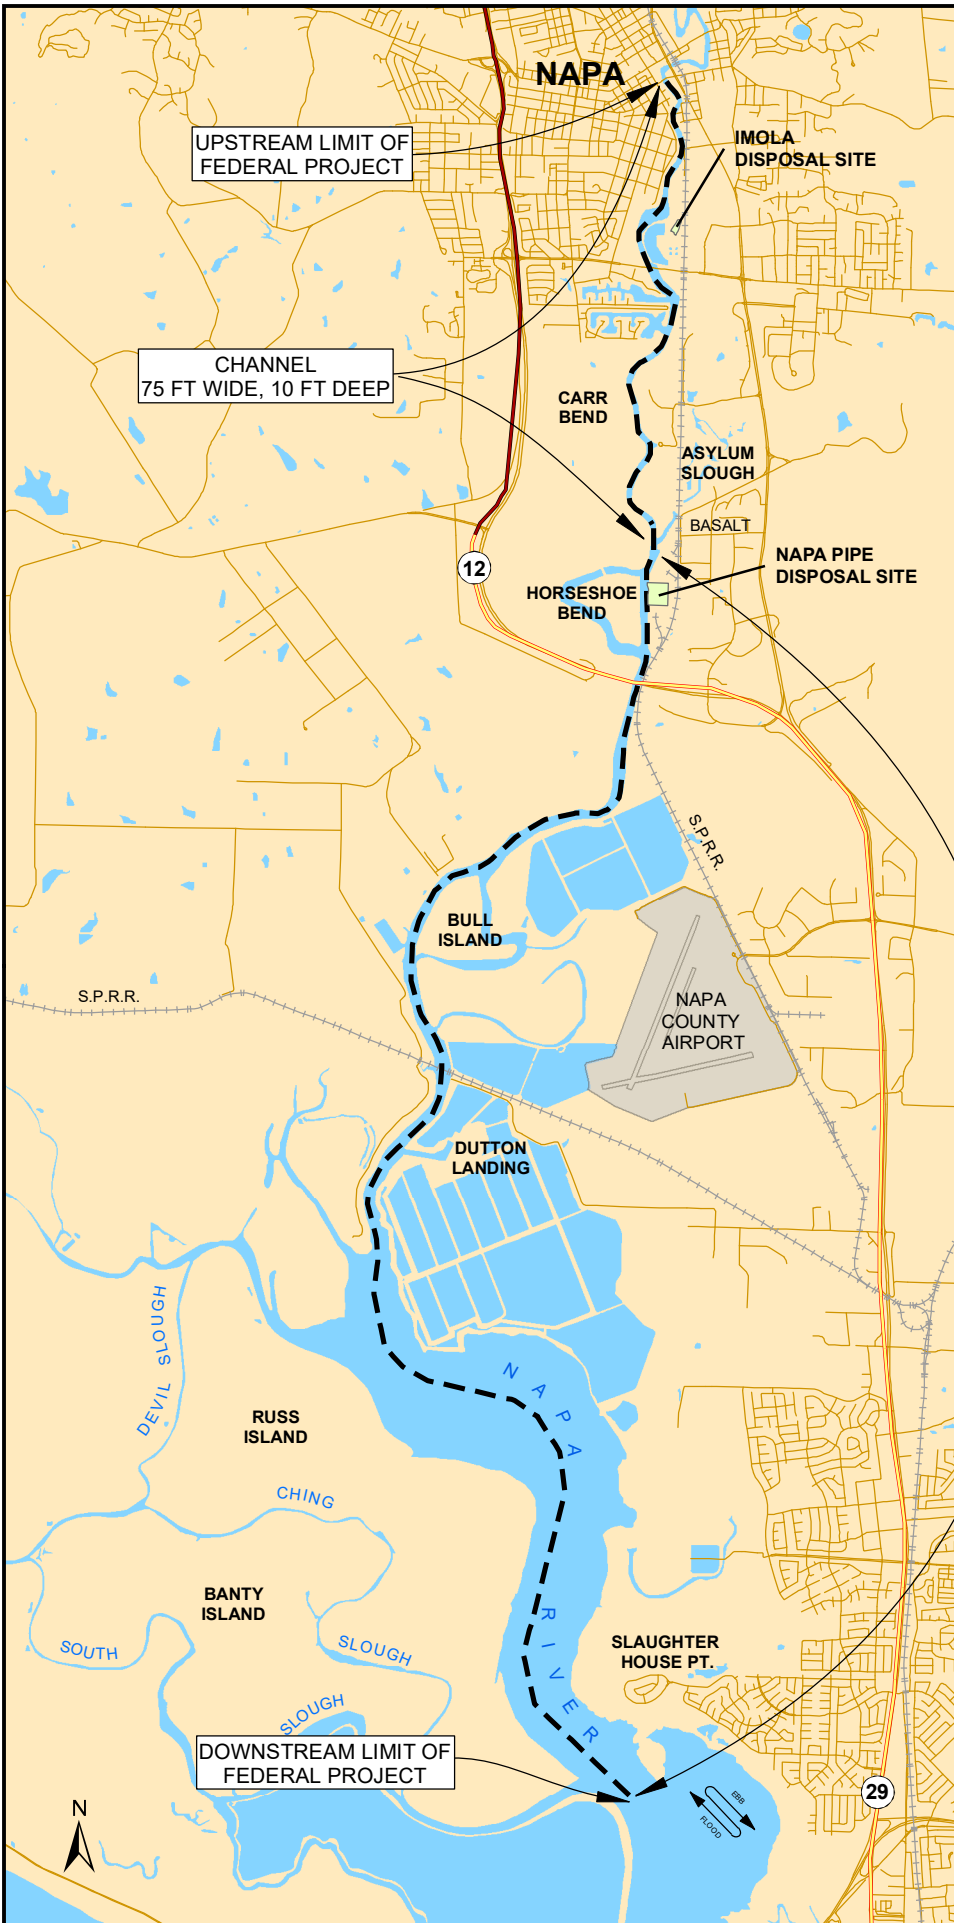 NAPA
UPSTREAM LIMIT OF
FEDERAL PROJECT
IMOLA
DISPOSAL SITE
CHANNEL
75 FT WIDE, 10 FT DEEP
CARR
BEND
ASYLUM
SLOUGH
BASALT
12
NAPA PIPE
DISPOSAL SITE
HORSESHOE
BEND
S.P.R.R.
BULL
ISLAND
S.P.R.R.
NAPA
COUNTY
AIRPORT
DUTTON
LANDING
DEVIL SLOUGH
NAPA
RUSS
ISLAND
CHING
BANTY
ISLAND
RIVER
SOUTH
SLOUGH
SLAUGHTER
HOUSE PT.
SLOUGH
DOWNSTREAM LIMIT OF
FEDERAL PROJECT
29
EBB
FLOOD
N